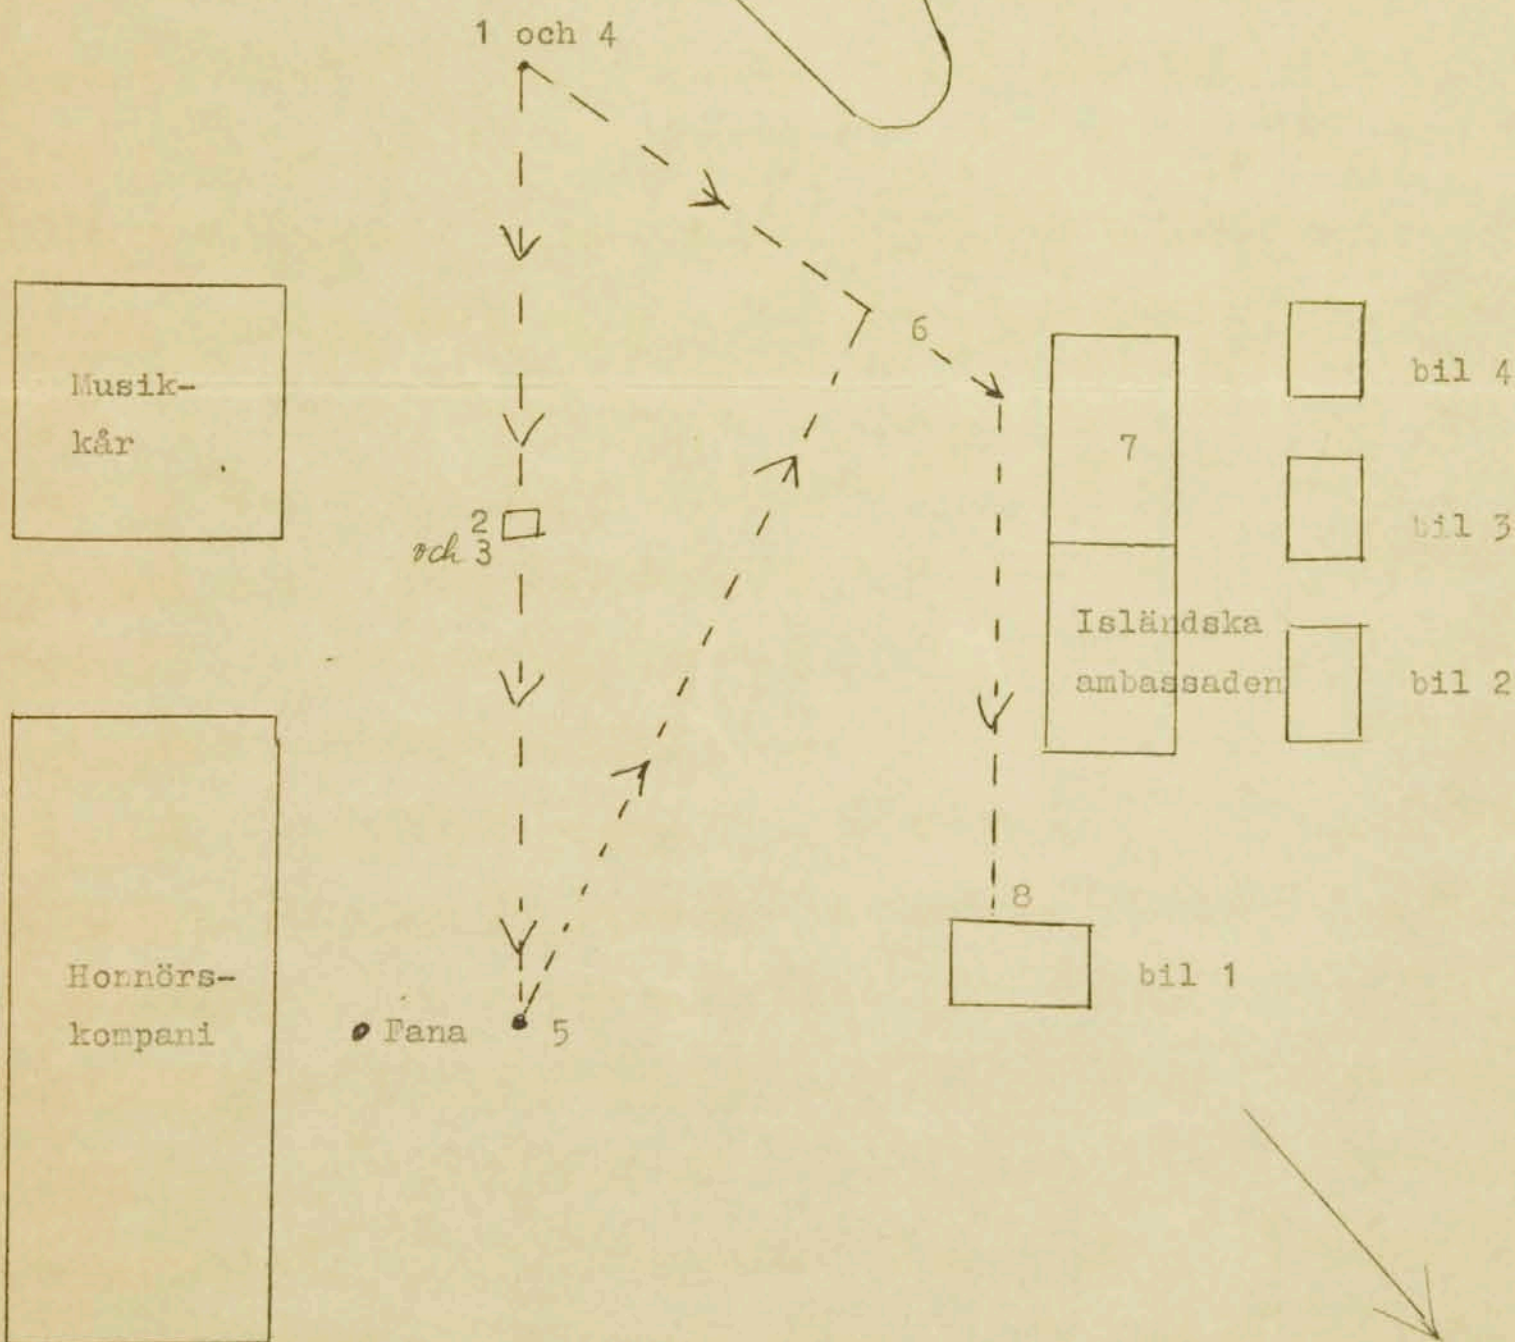 1 och 4
6
bil 4
Musik-
kår
7
2
och 3
bil 3
Isländska
ambassaden
bil 2
8
Honnörs-
kompani
bil 1
Fana
5